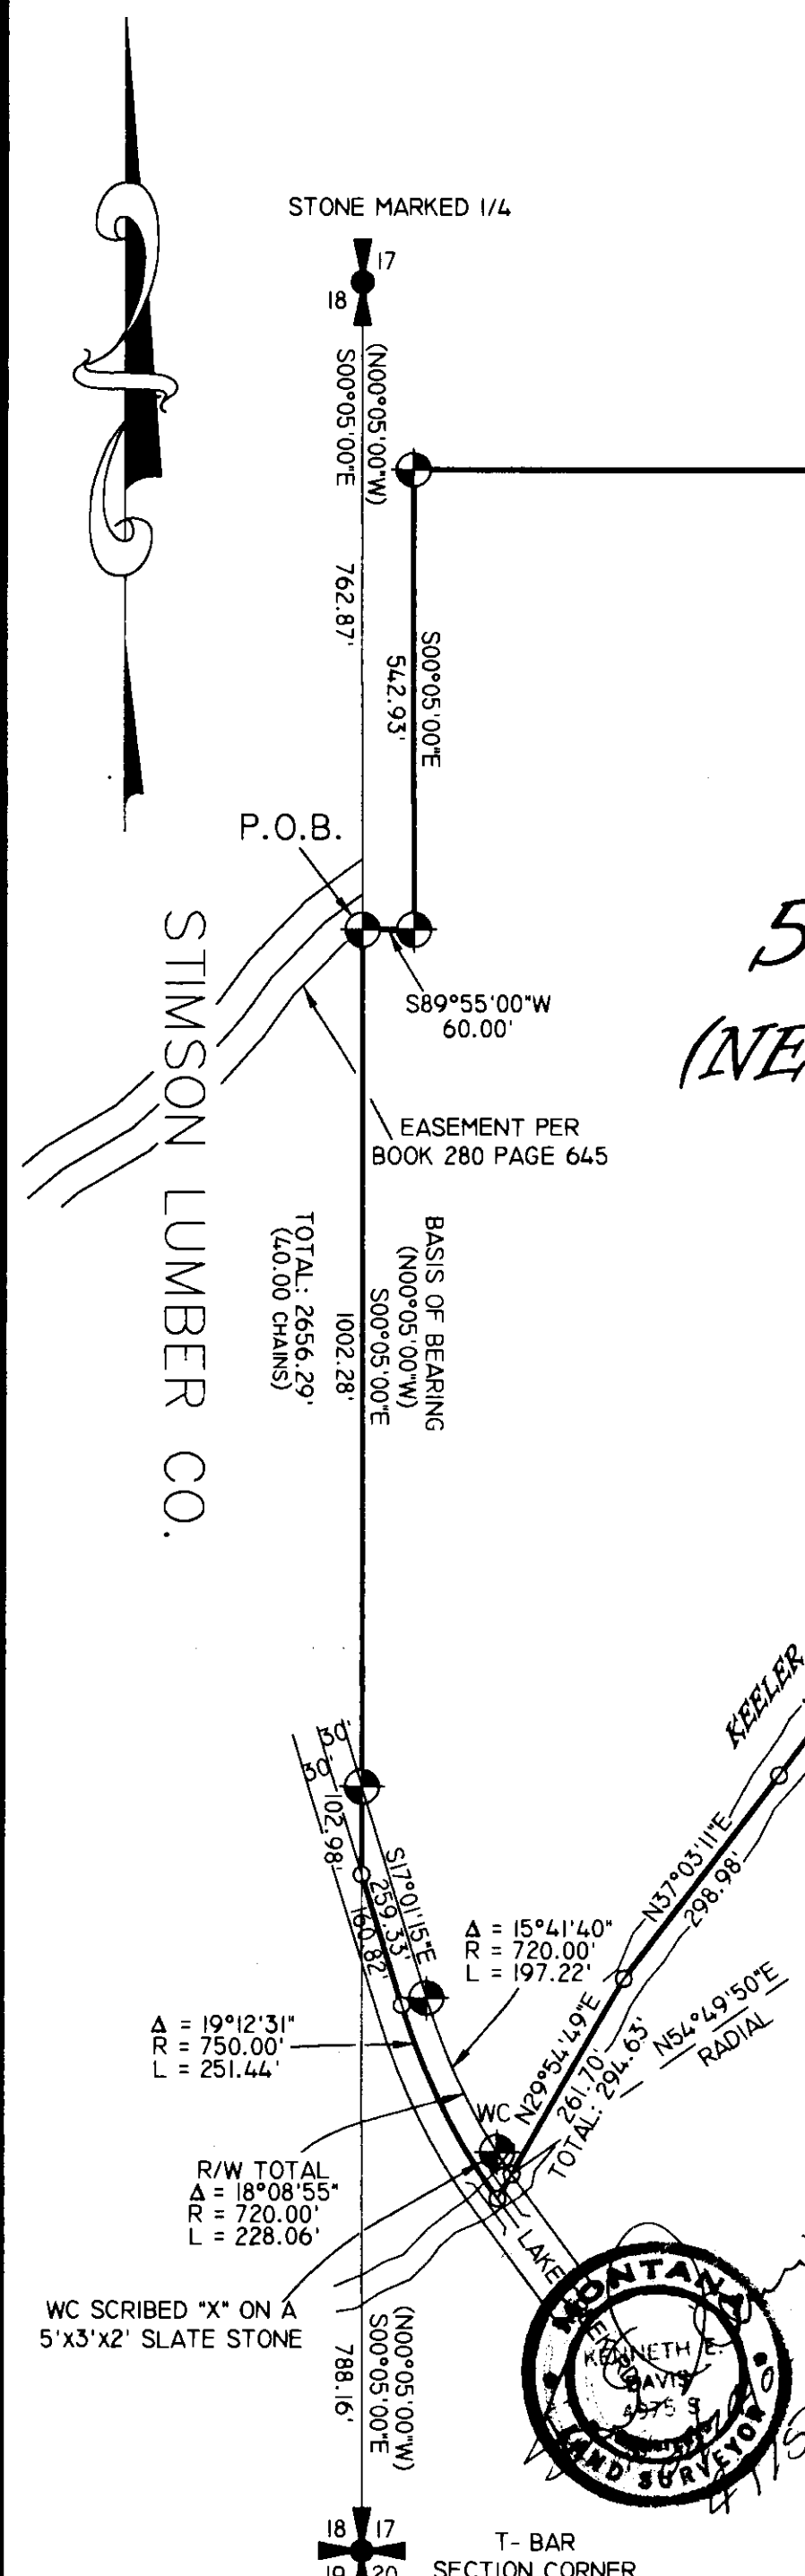 STONE MARKED 1/4
17
18
(N00°05'00"W)
S00°05'00"E
762.87'
S00°05'00"E
542.93'
P.O.B.
S89°55'00"W
60.00'
5
(NE
EASEMENT PER
BOOK 280 PAGE 645
STIMSON LUMBER CO.
BASIS OF BEARING
(N00°05'00"W)
S00°05'00"E
1002.28'
TOTAL: 2656.29'
(40.00 CHAINS)
KEELER
30'
30'
102.98'
S17°01'15"E
259.33'
160.82'
Δ = 15°41'40"
R = 720.00'
L = 197.22'
N37°03'11"E
298.98'
Δ = 19°12'31"
R = 750.00'
L = 251.44'
N29°54'49"E
261.70'
TOTAL: 294.63'
N54°49'50"E
RADIAL
WC
R/W TOTAL
Δ = 18°08'55"
R = 720.00'
L = 228.06'
LAKE
WC SCRIBED "X" ON A
5'x3'x2' SLATE STONE
MONTANA
KENNETH E.
DAVIS
4975 S
LAND SURVEYOR
(N00°05'00"W)
S00°05'00"E
788.16'
18 17
19 20
T-BAR
SECTION CORNER